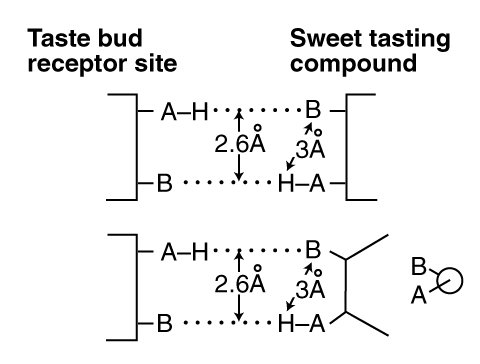 Taste bud
receptor site
Sweet tasting
compound
A–H · · · · · · · · B
2.6Å
3Å
B · · · · · · · · H–A
A–H · · · · · · · · B
2.6Å
3Å
B · · · · · · · · H–A
B
A